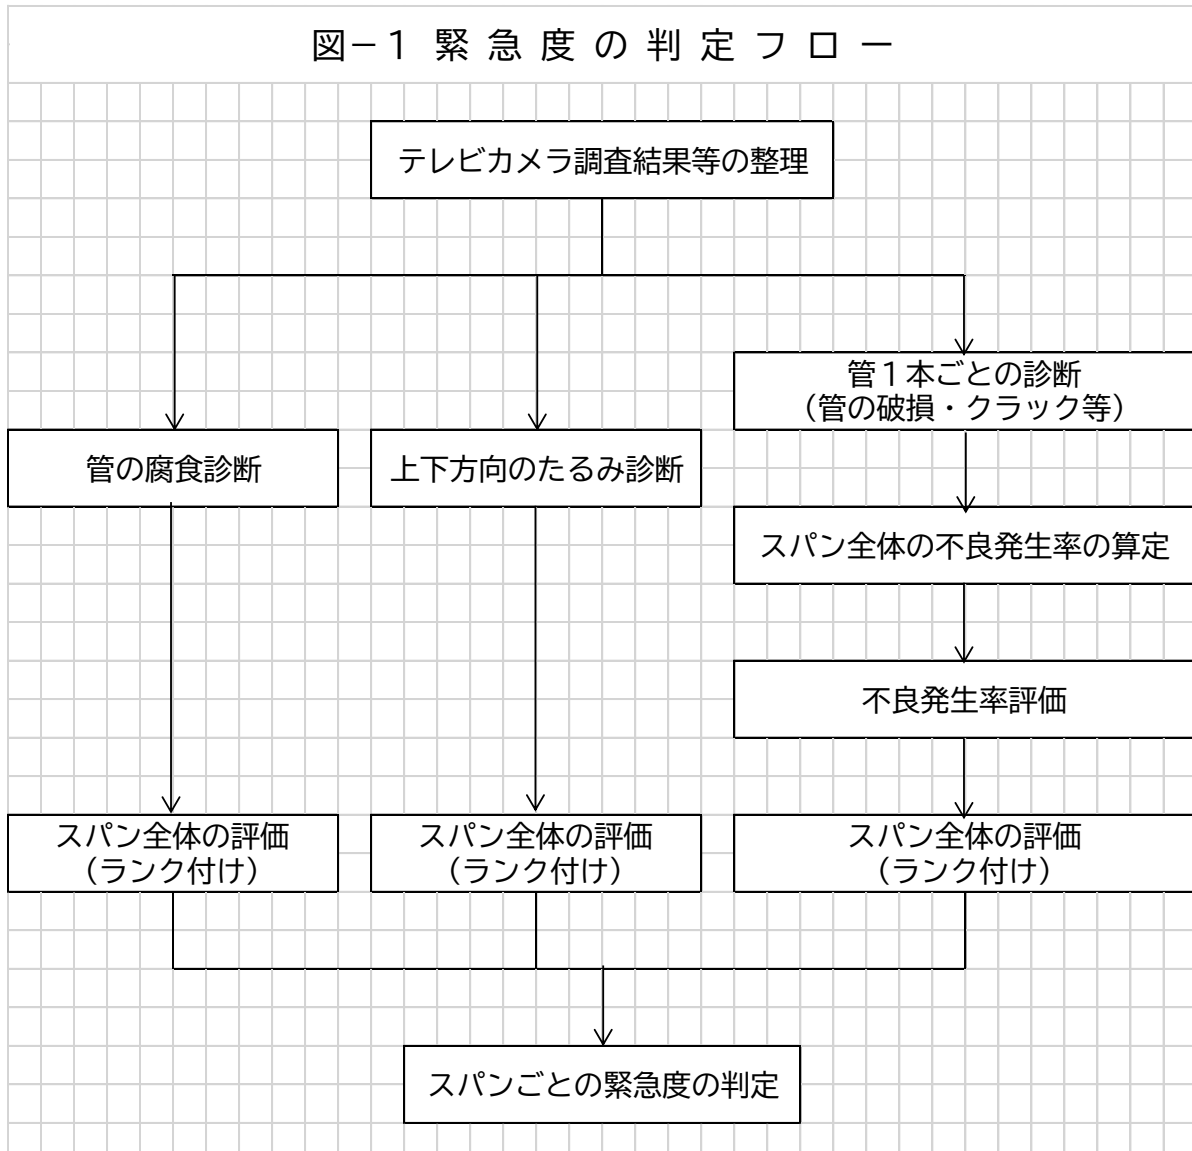 図－1 緊 急 度 の 判 定 フ ロ ー
テレビカメラ調査結果等の整理
管１本ごとの診断
（管の破損・クラック等）
管の腐食診断
上下方向のたるみ診断
スパン全体の不良発生率の算定
不良発生率評価
スパン全体の評価
（ランク付け）
スパン全体の評価
（ランク付け）
スパン全体の評価
（ランク付け）
スパンごとの緊急度の判定